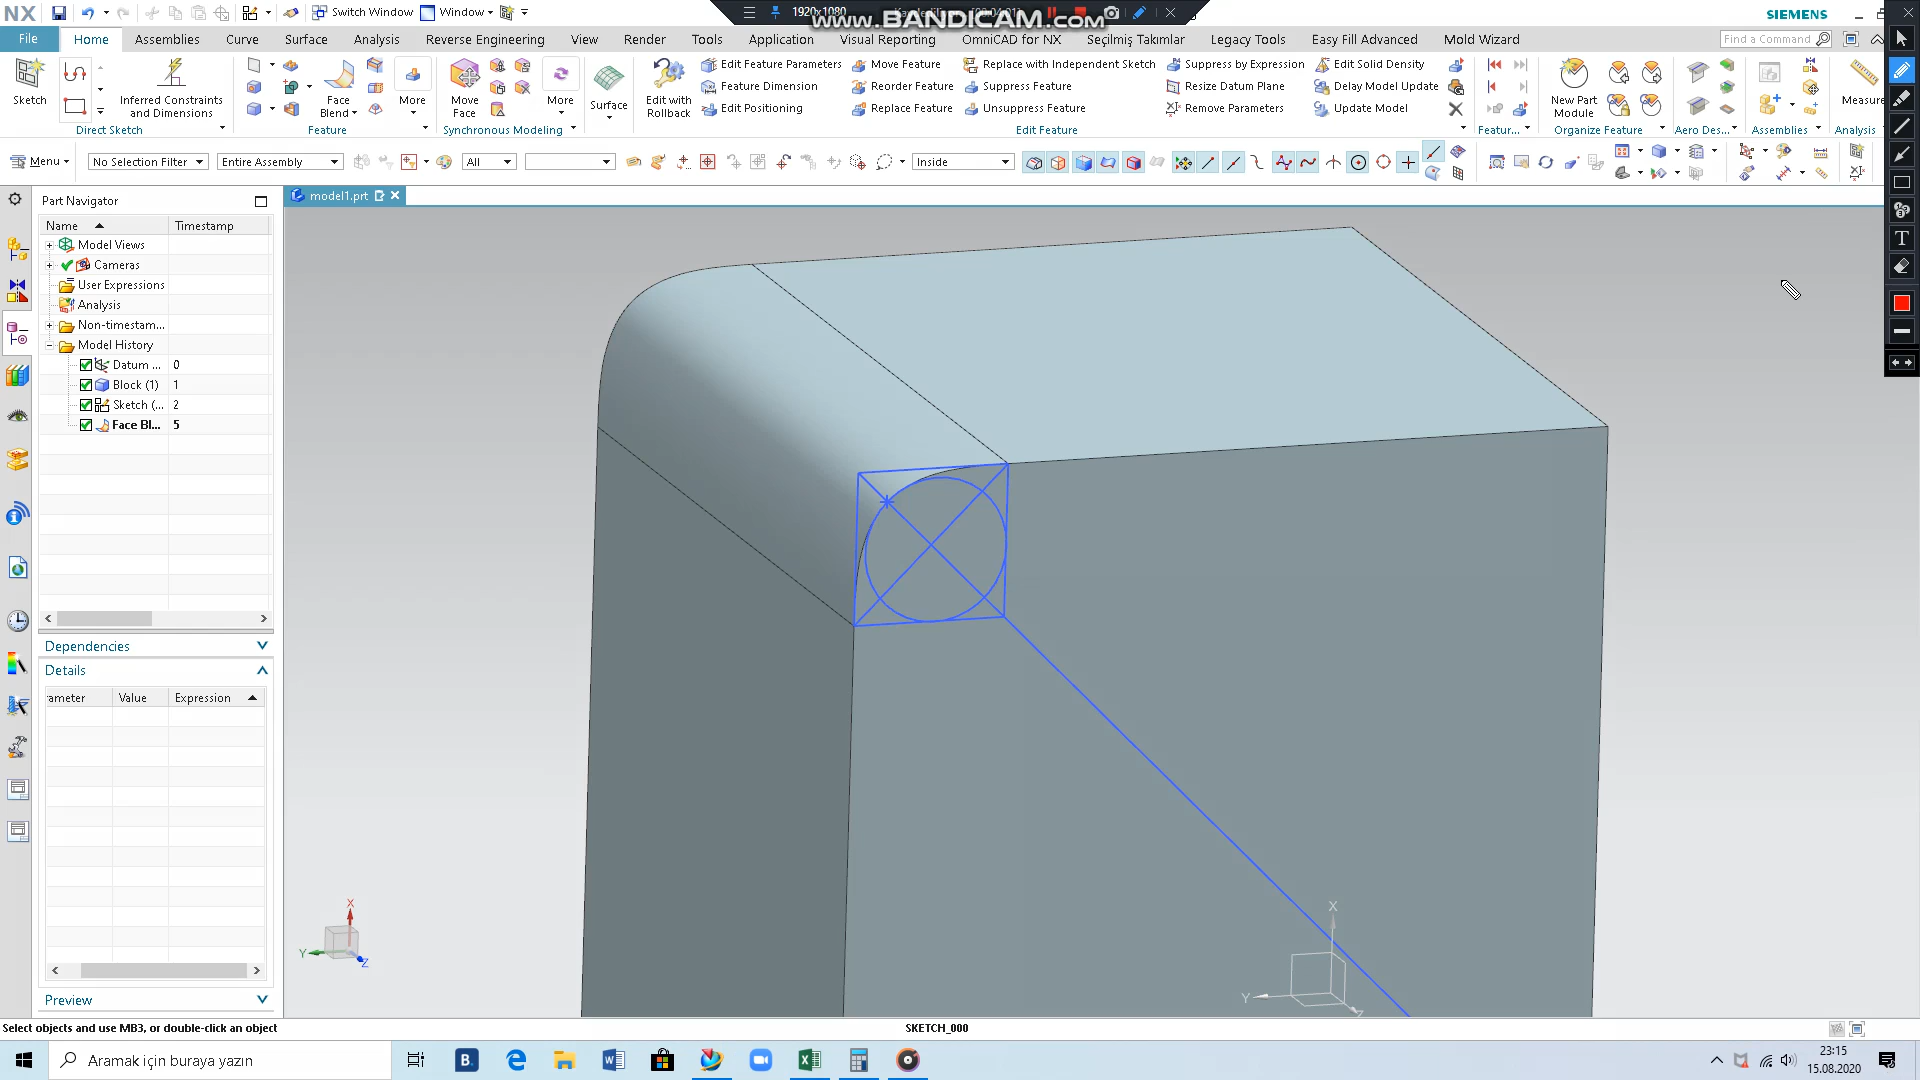 NX
Switch Window
Window
1920x1080
www.BANDICAM.com
SIEMENS
File
Home
Assemblies
Curve
Surface
Analysis
Reverse Engineering
View
Render
Tools
Application
Visual Reporting
OmniCAD for NX
Seçilmiş Takımlar
Legacy Tools
Easy Fill Advanced
Mold Wizard
Find a Command
Sketch
Inferred Constraints
and Dimensions
Direct Sketch
Face
Blend
More
Feature
Move
Face
More
Synchronous Modeling
Surface
Edit with
Rollback
Edit Feature Parameters
Feature Dimension
Edit Positioning
Move Feature
Reorder Feature
Replace Feature
Replace with Independent Sketch
Suppress Feature
Unsuppress Feature
Suppress by Expression
Resize Datum Plane
Remove Parameters
Edit Solid Density
Delay Model Update
Update Model
Edit Feature
Featur...
New Part
Module
Organize Feature
Aero Des...
Assemblies
Measure
Analysis
Menu
No Selection Filter
Entire Assembly
All
Inside
Part Navigator
model1.prt
Name
Timestamp
Model Views
Cameras
User Expressions
Analysis
Non-timestam...
Model History
Datum ...
0
Block (1)
1
Sketch (...
2
Face Bl...
5
Dependencies
Details
rameter
Value
Expression
Preview
X
Y
Z
X
Y
Select objects and use MB3, or double-click an object
SKETCH_000
Aramak için buraya yazın
23:15
15.08.2020